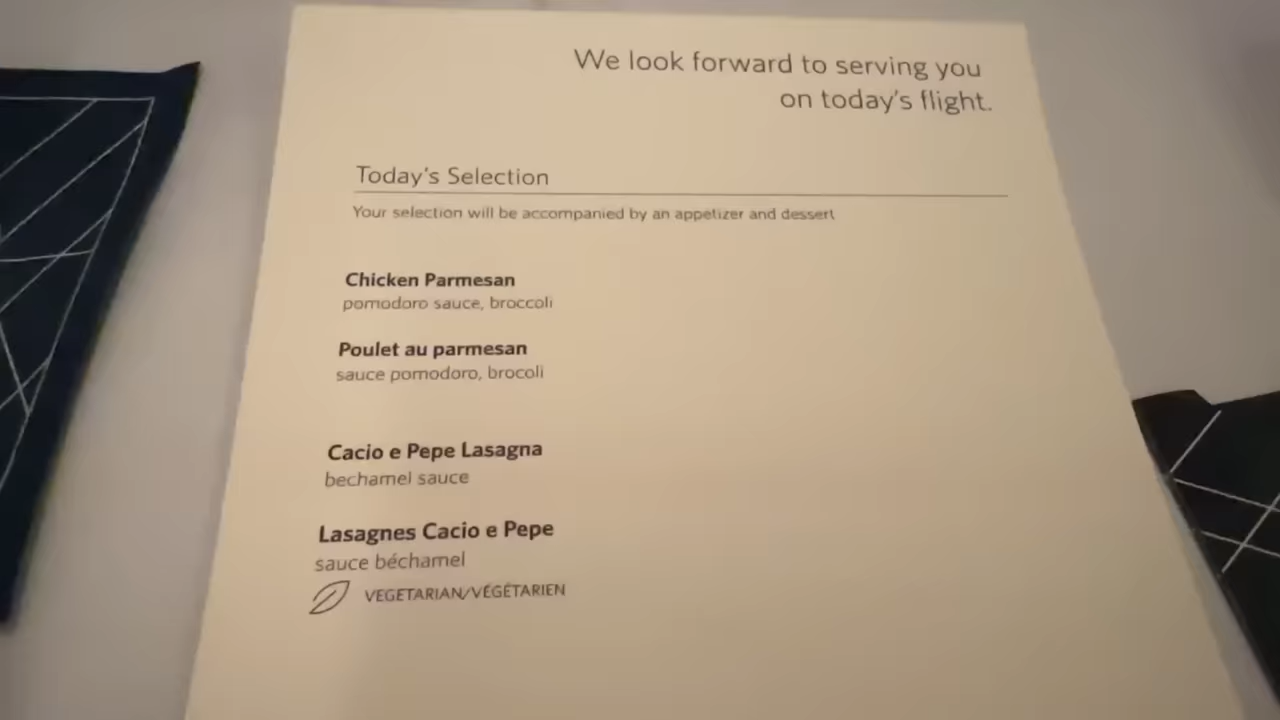 We look forward to serving you
on today's flight.
Today's Selection
Your selection will be accompanied by an appetizer and dessert
Chicken Parmesan
pomodoro sauce, broccoli
Poulet au parmesan
sauce pomodoro, brocoli
Cacio e Pepe Lasagna
bechamel sauce
Lasagnes Cacio e Pepe
sauce béchamel
VEGETARIAN/VÉGÉTARIEN